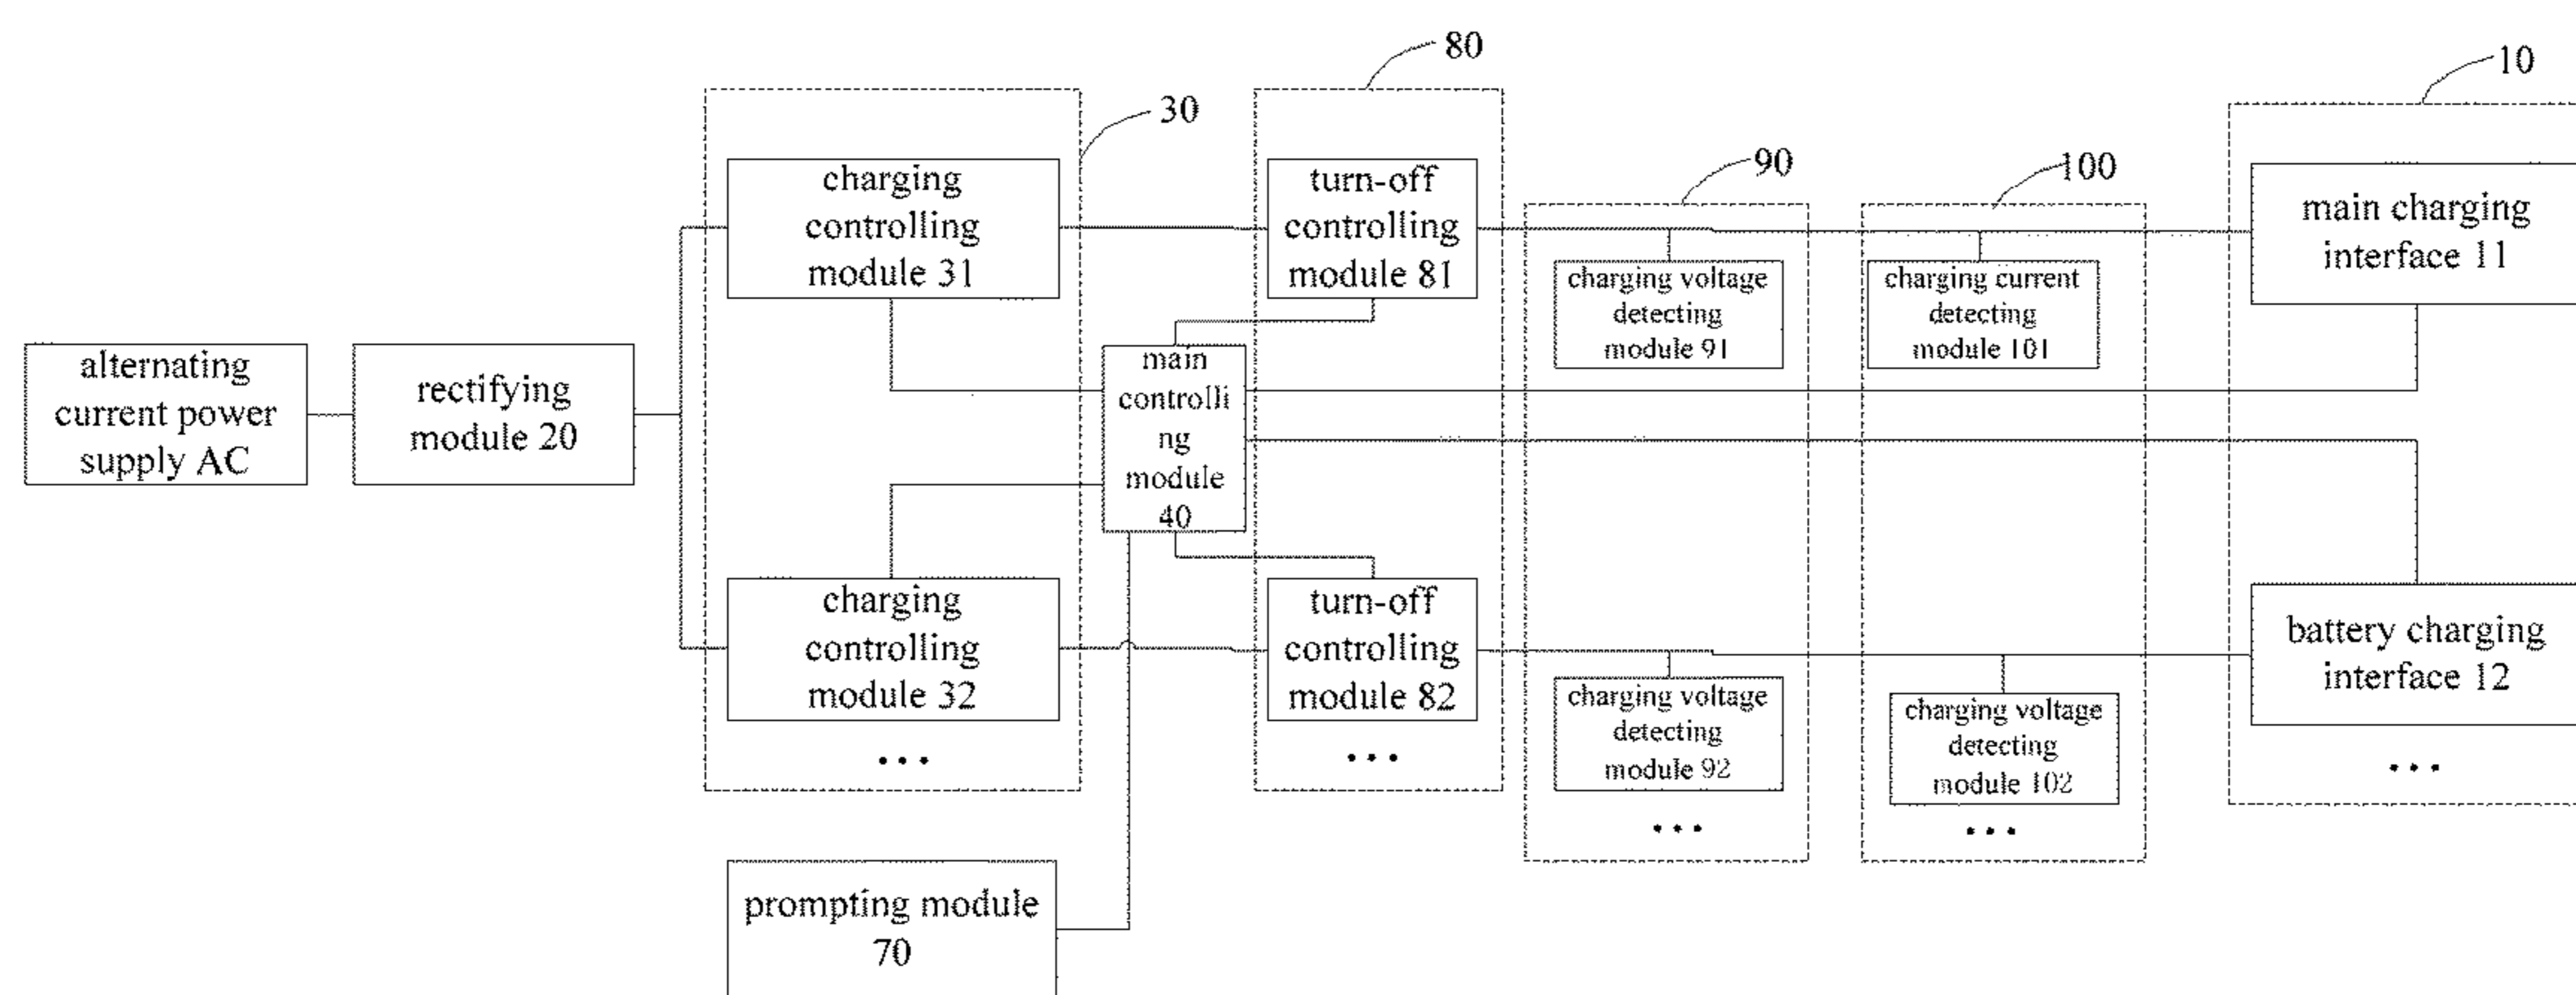 80
10
30
90
100
charging
controlling
module 31
turn-off
controlling
module 81
main charging
interface 11
charging voltage
detecting
module 91
charging current
detecting
module 101
alternating
current power
supply AC
rectifying
module 20
main
controlli
ng
module
40
charging
controlling
module 32
turn-off
controlling
module 82
battery charging
interface 12
charging voltage
detecting
module 92
charging voltage
detecting
module 102
...
...
...
...
...
prompting module
70